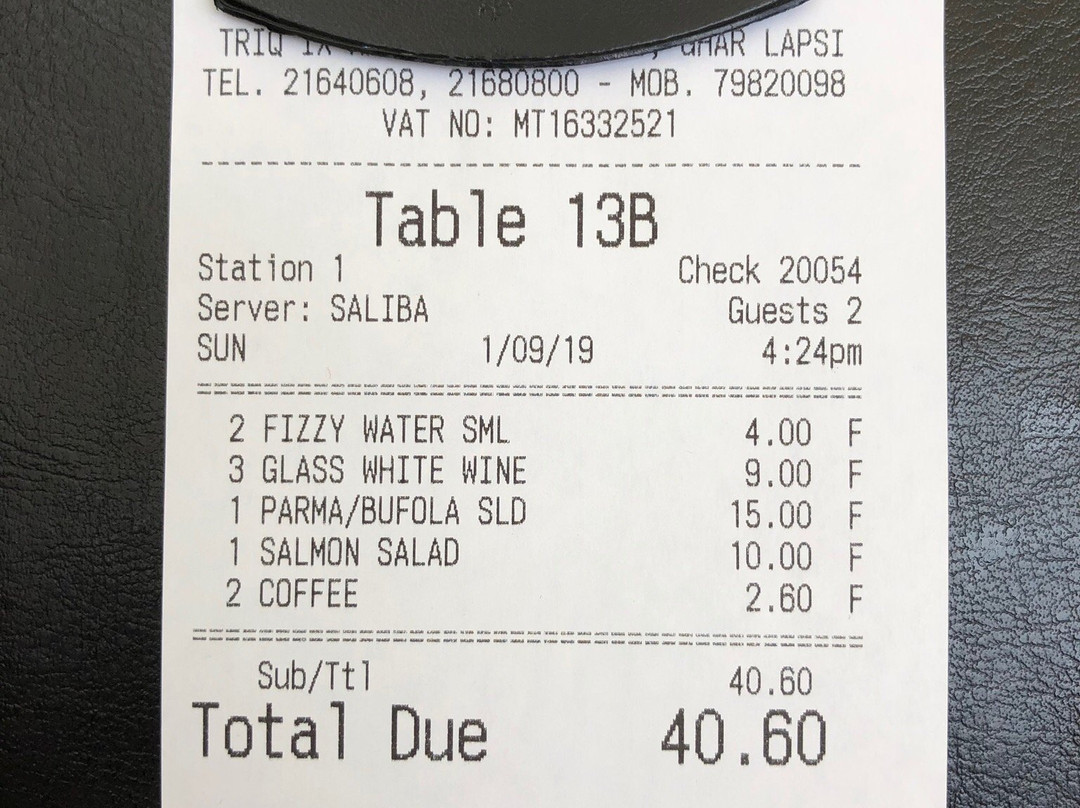 TRIQ GHAR LAPSI
TEL. 21640608, 21680800 - MOB. 79820098
VAT NO: MT16332521
Table 13B
Station 1 Check 20054
Server: SALIBA Guests 2
SUN 1/09/19 4:24pm
2 FIZZY WATER SML 4.00 F
3 GLASS WHITE WINE 9.00 F
1 PARMA/BUFOLA SLD 15.00 F
1 SALMON SALAD 10.00 F
2 COFFEE 2.60 F
Sub/Ttl 40.60
Total Due 40.60